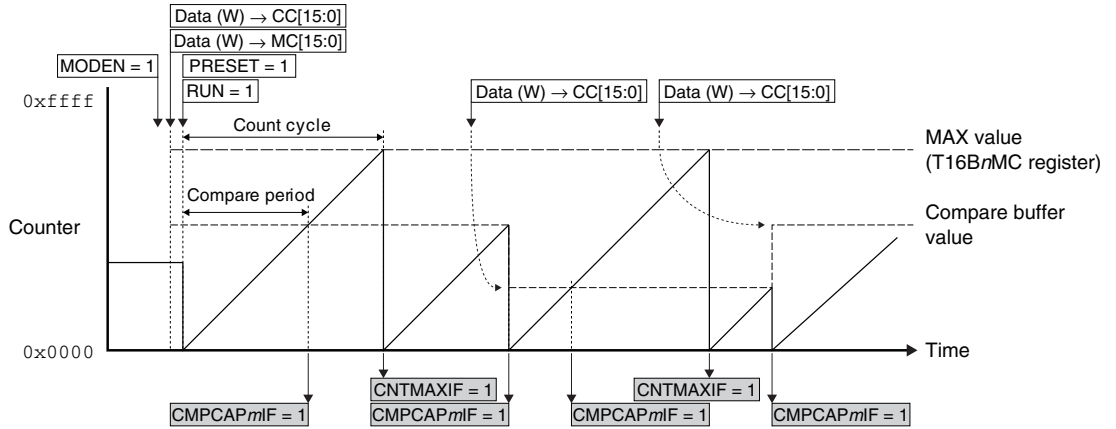 Data (W) → CC[15:0]
Data (W) → MC[15:0]
MODEN = 1
PRESET = 1
RUN = 1
Data (W) → CC[15:0]
Data (W) → CC[15:0]
0xffff
Count cycle
MAX value
(T16BnMC register)
Compare period
Compare buffer
value
Counter
0x0000
Time
CNTMAXIF = 1
CNTMAXIF = 1
CMPCAPmIF = 1
CMPCAPmIF = 1
CMPCAPmIF = 1
CMPCAPmIF = 1